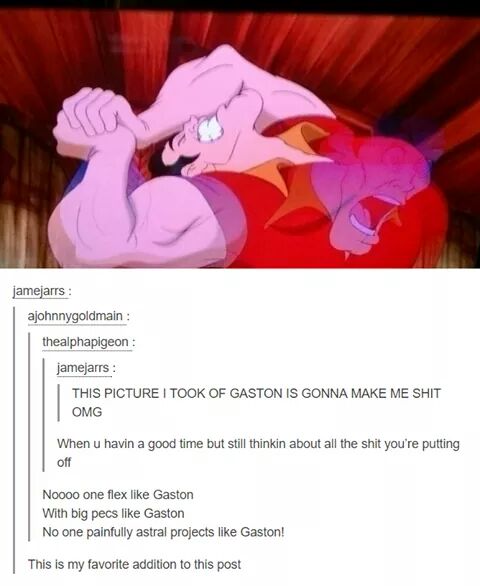 jamejarrs :
ajohnnygoldmain :
thealphapigeon :
jamejarrs :
THIS PICTURE I TOOK OF GASTON IS GONNA MAKE ME SHIT
OMG
When u havin a good time but still thinkin about all the shit you're putting
off
Noooo one flex like Gaston
With big pecs like Gaston
No one painfully astral projects like Gaston!
This is my favorite addition to this post